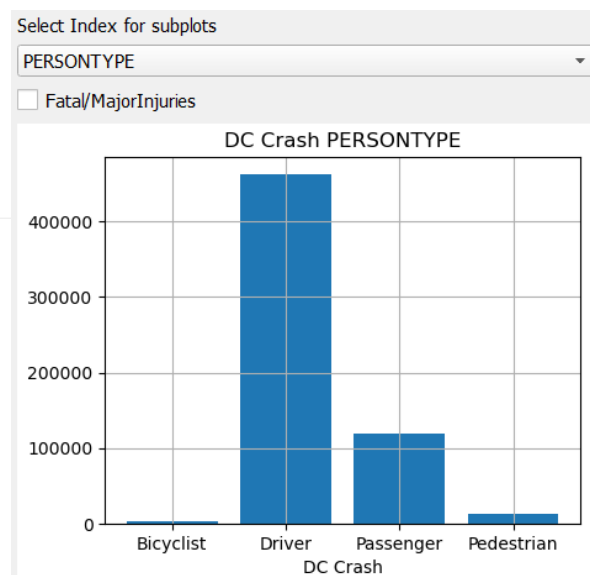 Select Index for subplots
PERSONTYPE
Fatal/MajorInjuries
DC Crash PERSONTYPE
400000
300000
200000
100000
0
Bicyclist Driver Passenger Pedestrian
DC Crash